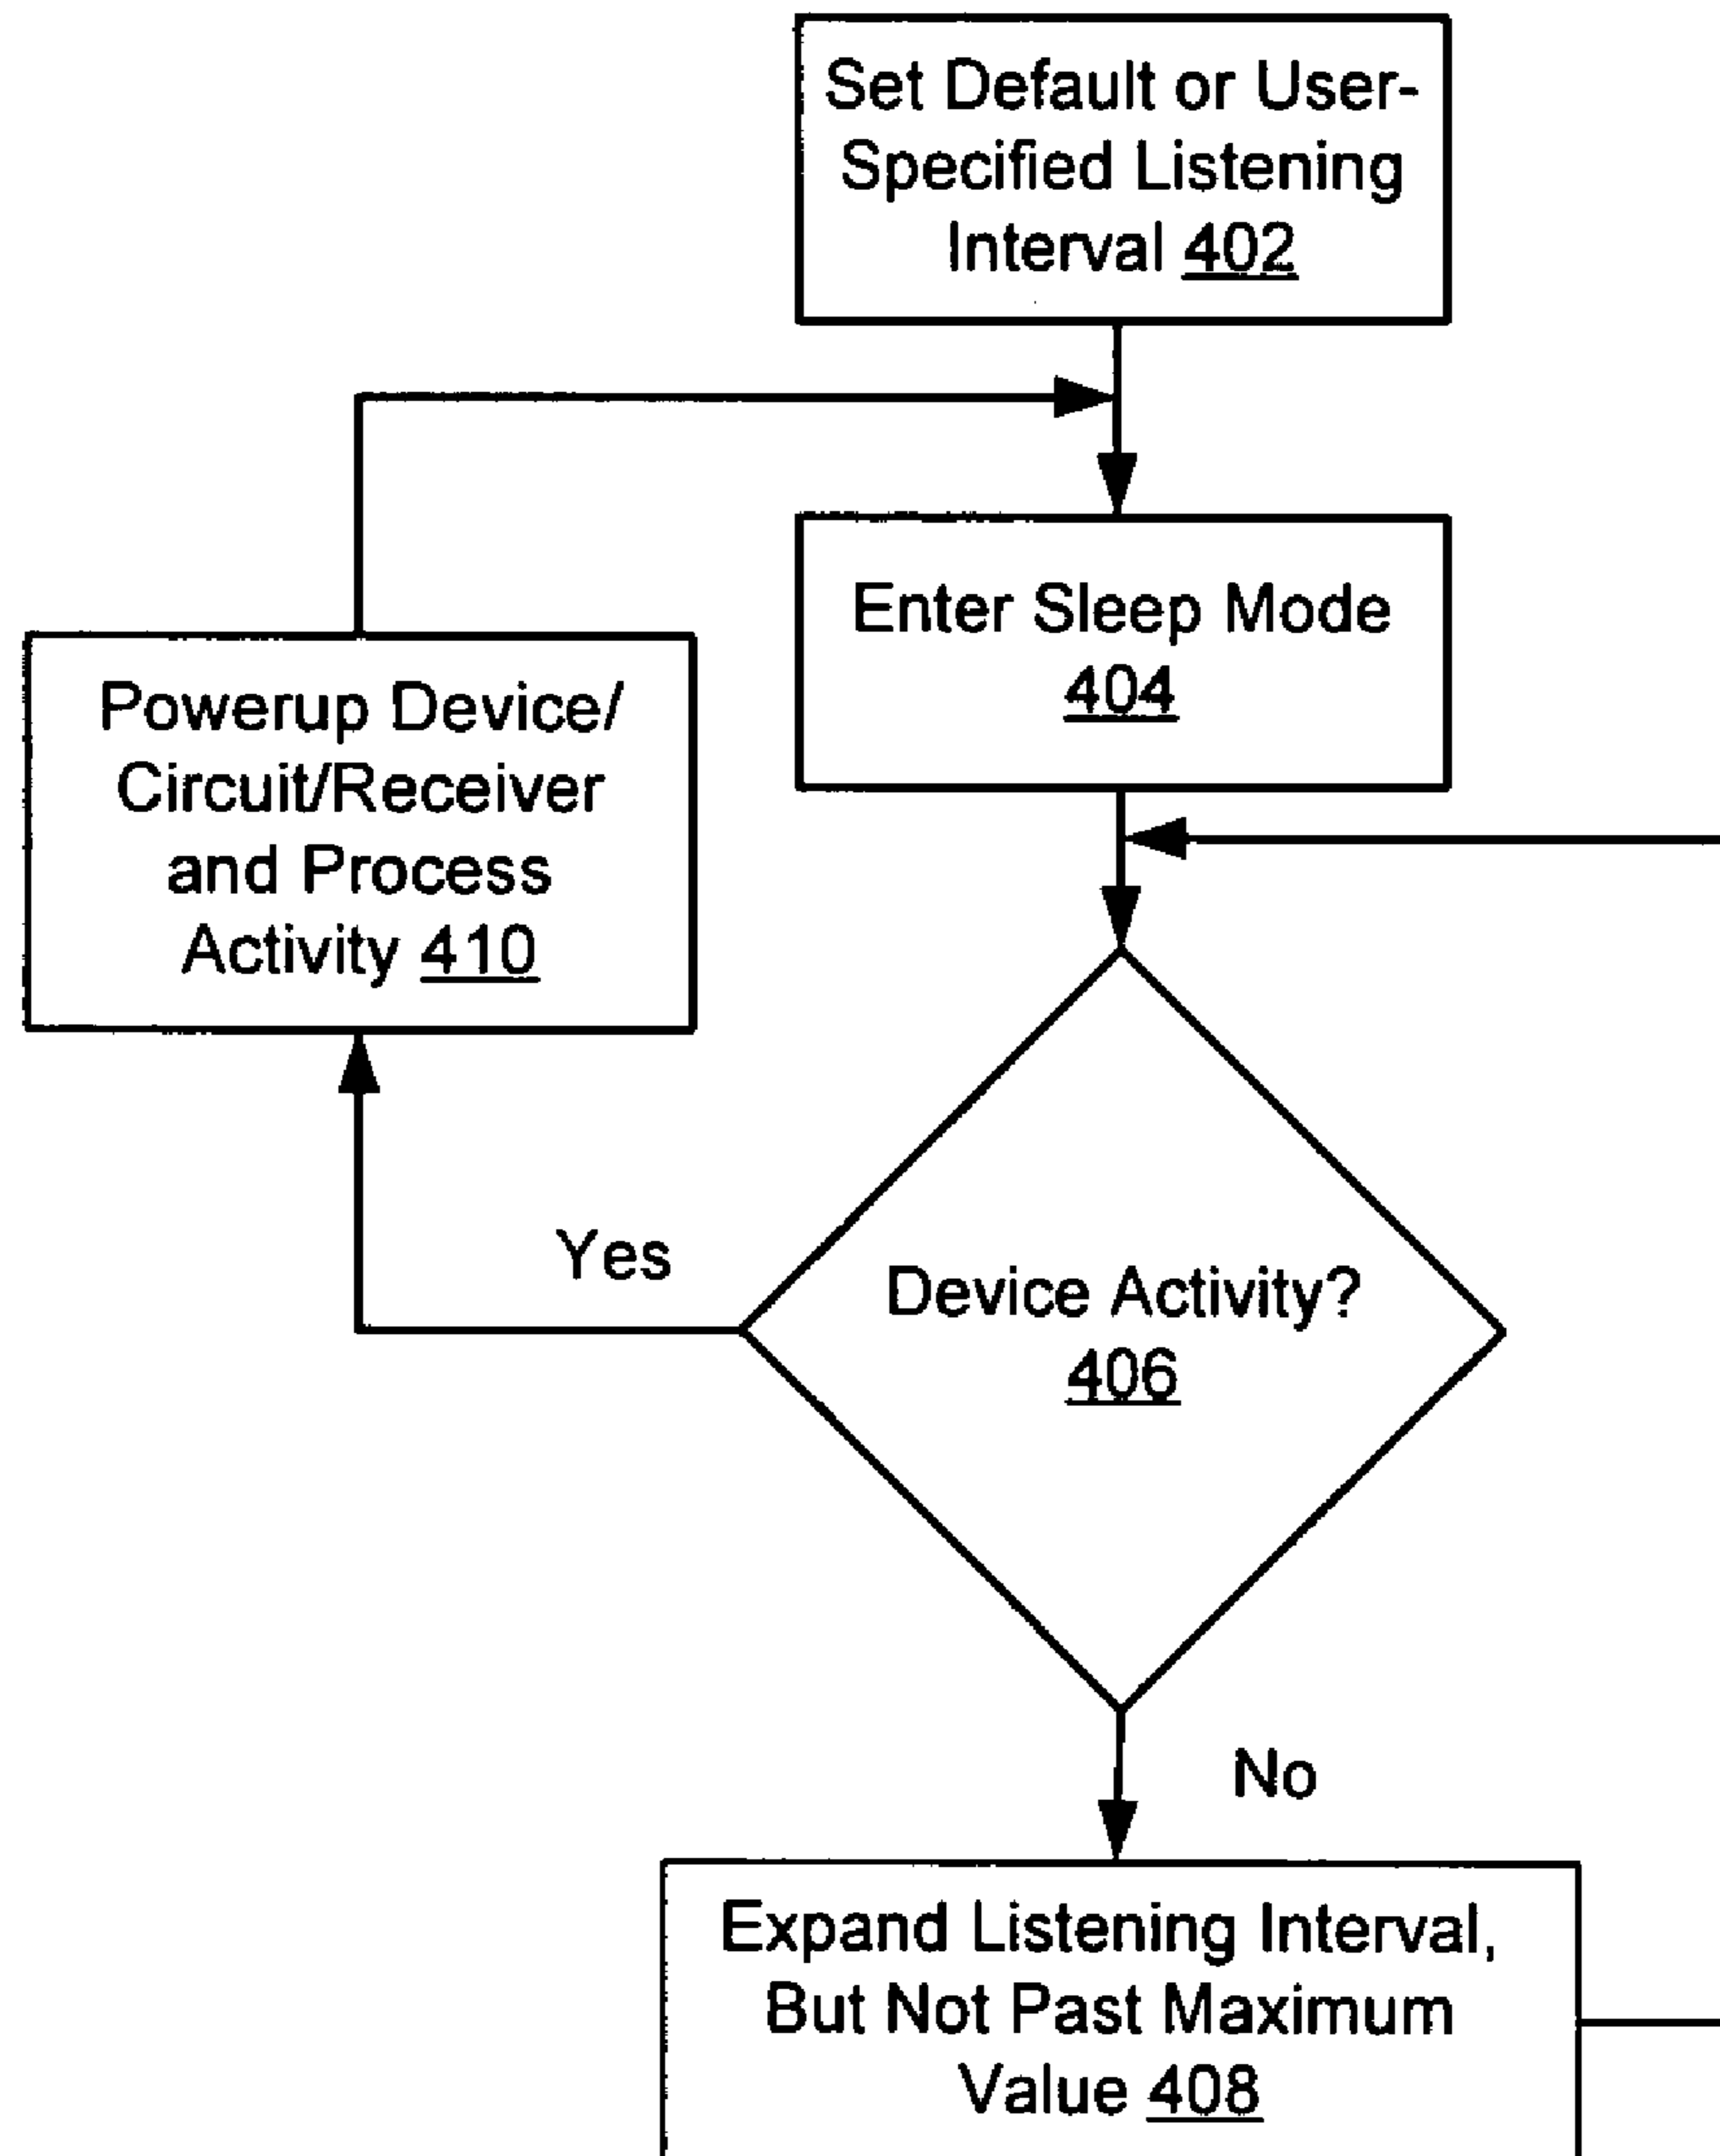 Set Default or User-
Specified Listening
Interval 402
Enter Sleep Mode
404
Powerup Device/
Circuit/Receiver
and Process
Activity 410
Yes
Device Activity?
406
No
Expand Listening Interval,
But Not Past Maximum
Value 408